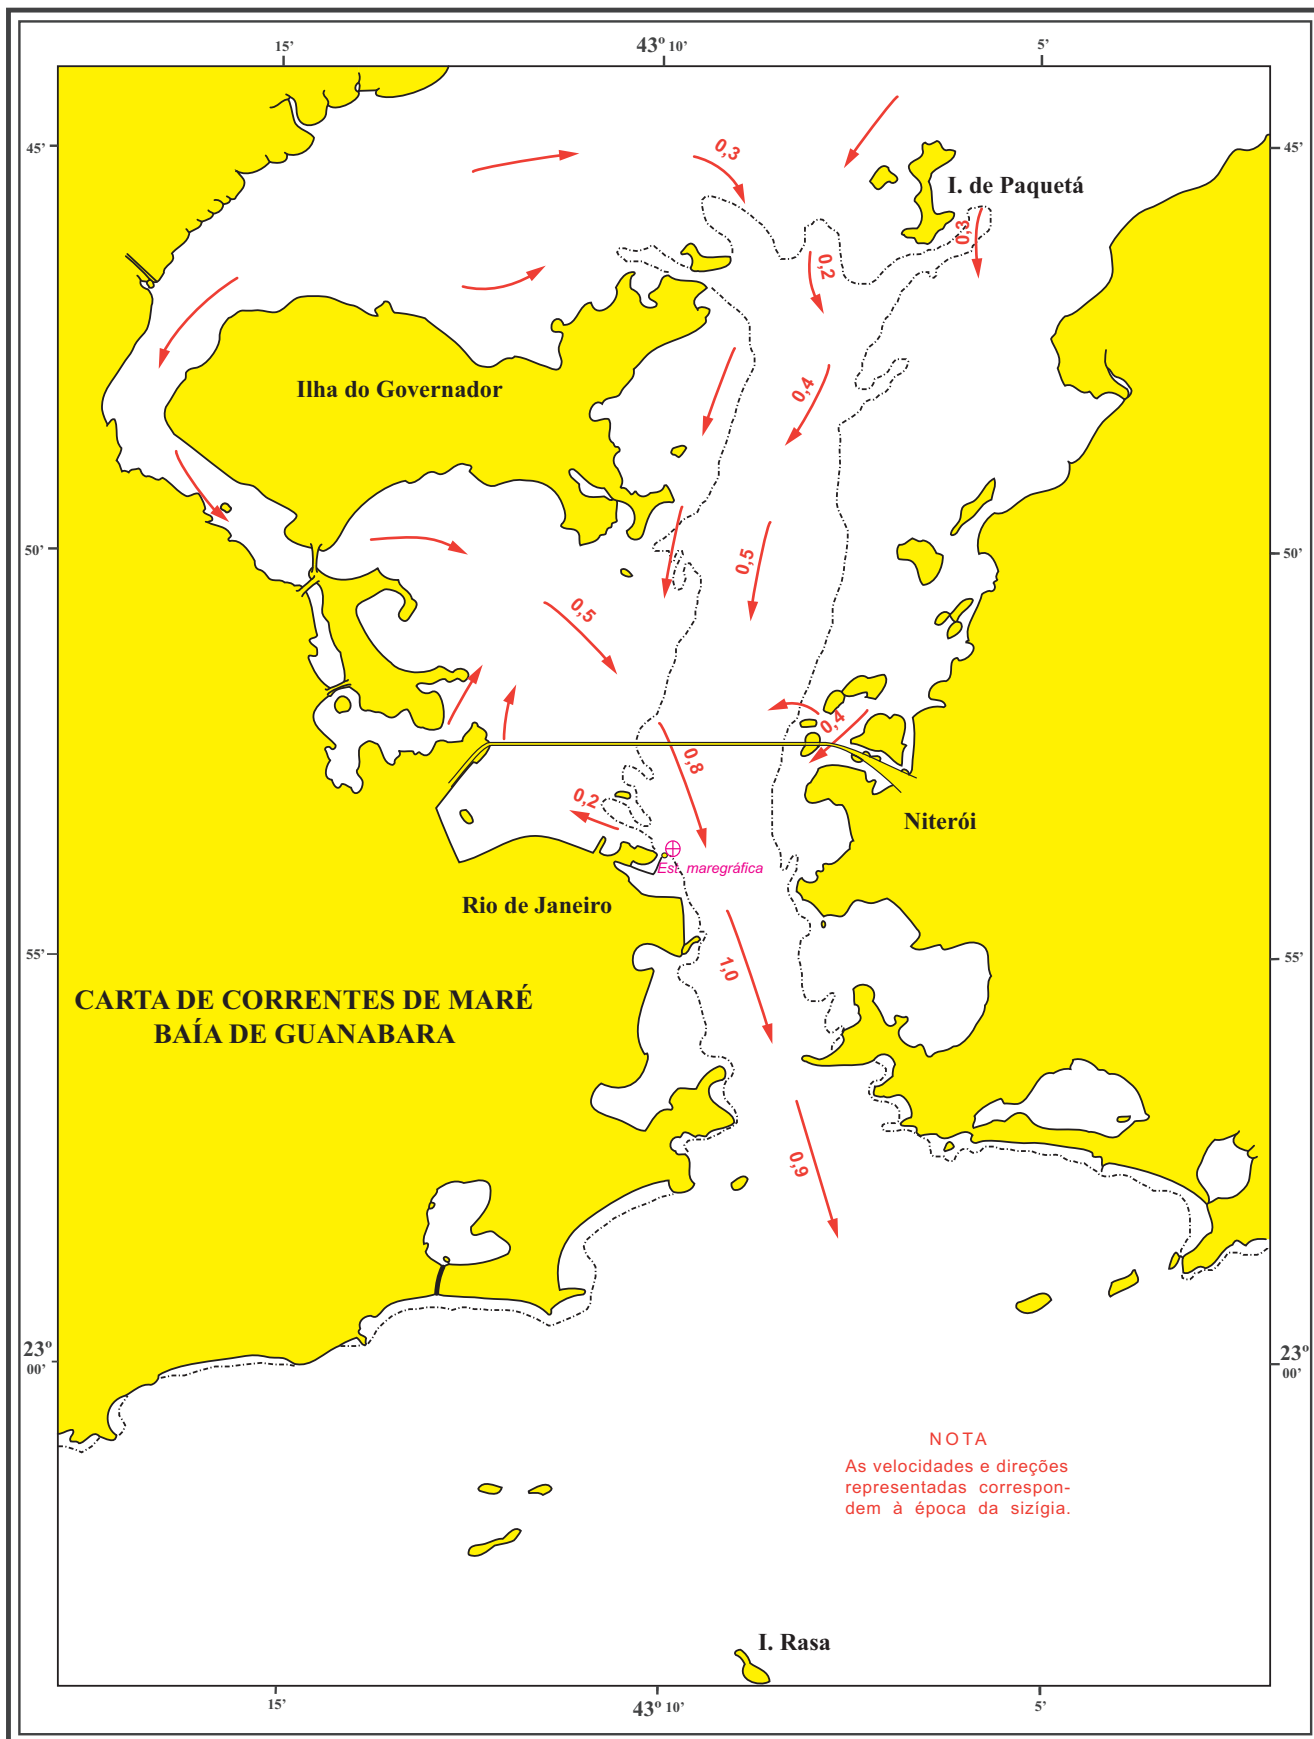 15’
43º 10’
5’
45’
45’
0,3
I. de Paquetá
0,3
0,2
Ilha do Governador
0,4
50’
50’
0,5
0,5
0,4
0,8
0,2
Niterói
Est. maregráfica
Rio de Janeiro
55’
55’
1,0
CARTA DE CORRENTES DE MARÉ
BAÍA DE GUANABARA
0,9
23º
00’
23º
00’
NOTA
As velocidades e direções
representadas correspon-
dem à época da sizígia.
I. Rasa
15’
43º 10’
5’